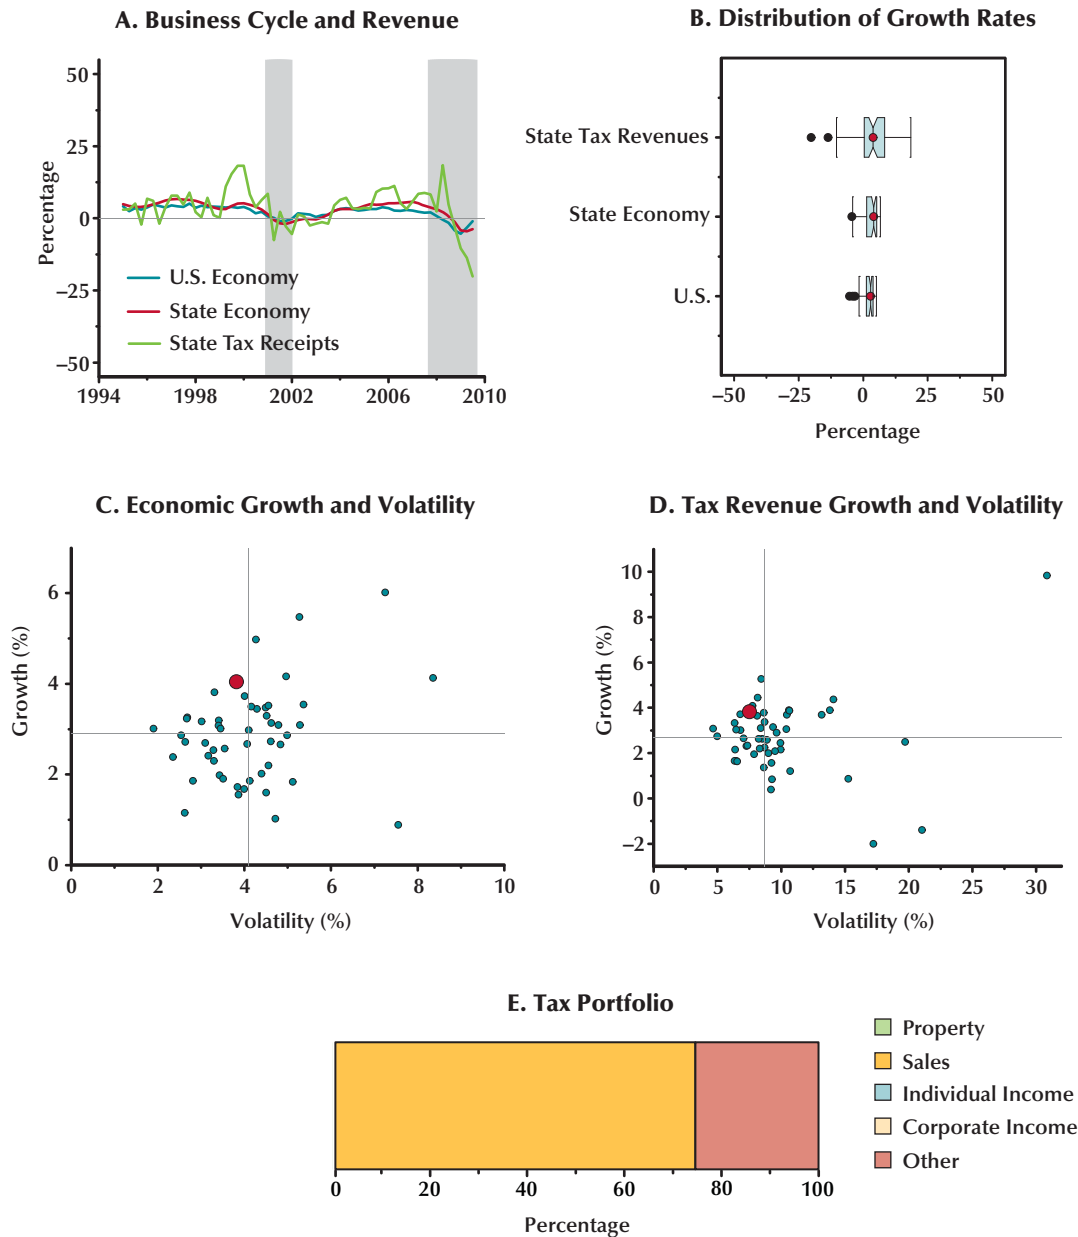 A. Business Cycle and Revenue
50
25
0
−25
−50
Percentage
U.S. Economy
State Economy
State Tax Receipts
1994 1998 2002 2006 2010
B. Distribution of Growth Rates
State Tax Revenues
State Economy
U.S.
−50 −25 0 25 50
Percentage
C. Economic Growth and Volatility
6
4
2
0
Growth (%)
0 2 4 6 8 10
Volatility (%)
D. Tax Revenue Growth and Volatility
10
8
6
4
2
0
−2
Growth (%)
0 5 10 15 20 25 30
Volatility (%)
E. Tax Portfolio
0 20 40 60 80 100
Percentage
Property
Sales
Individual Income
Corporate Income
Other